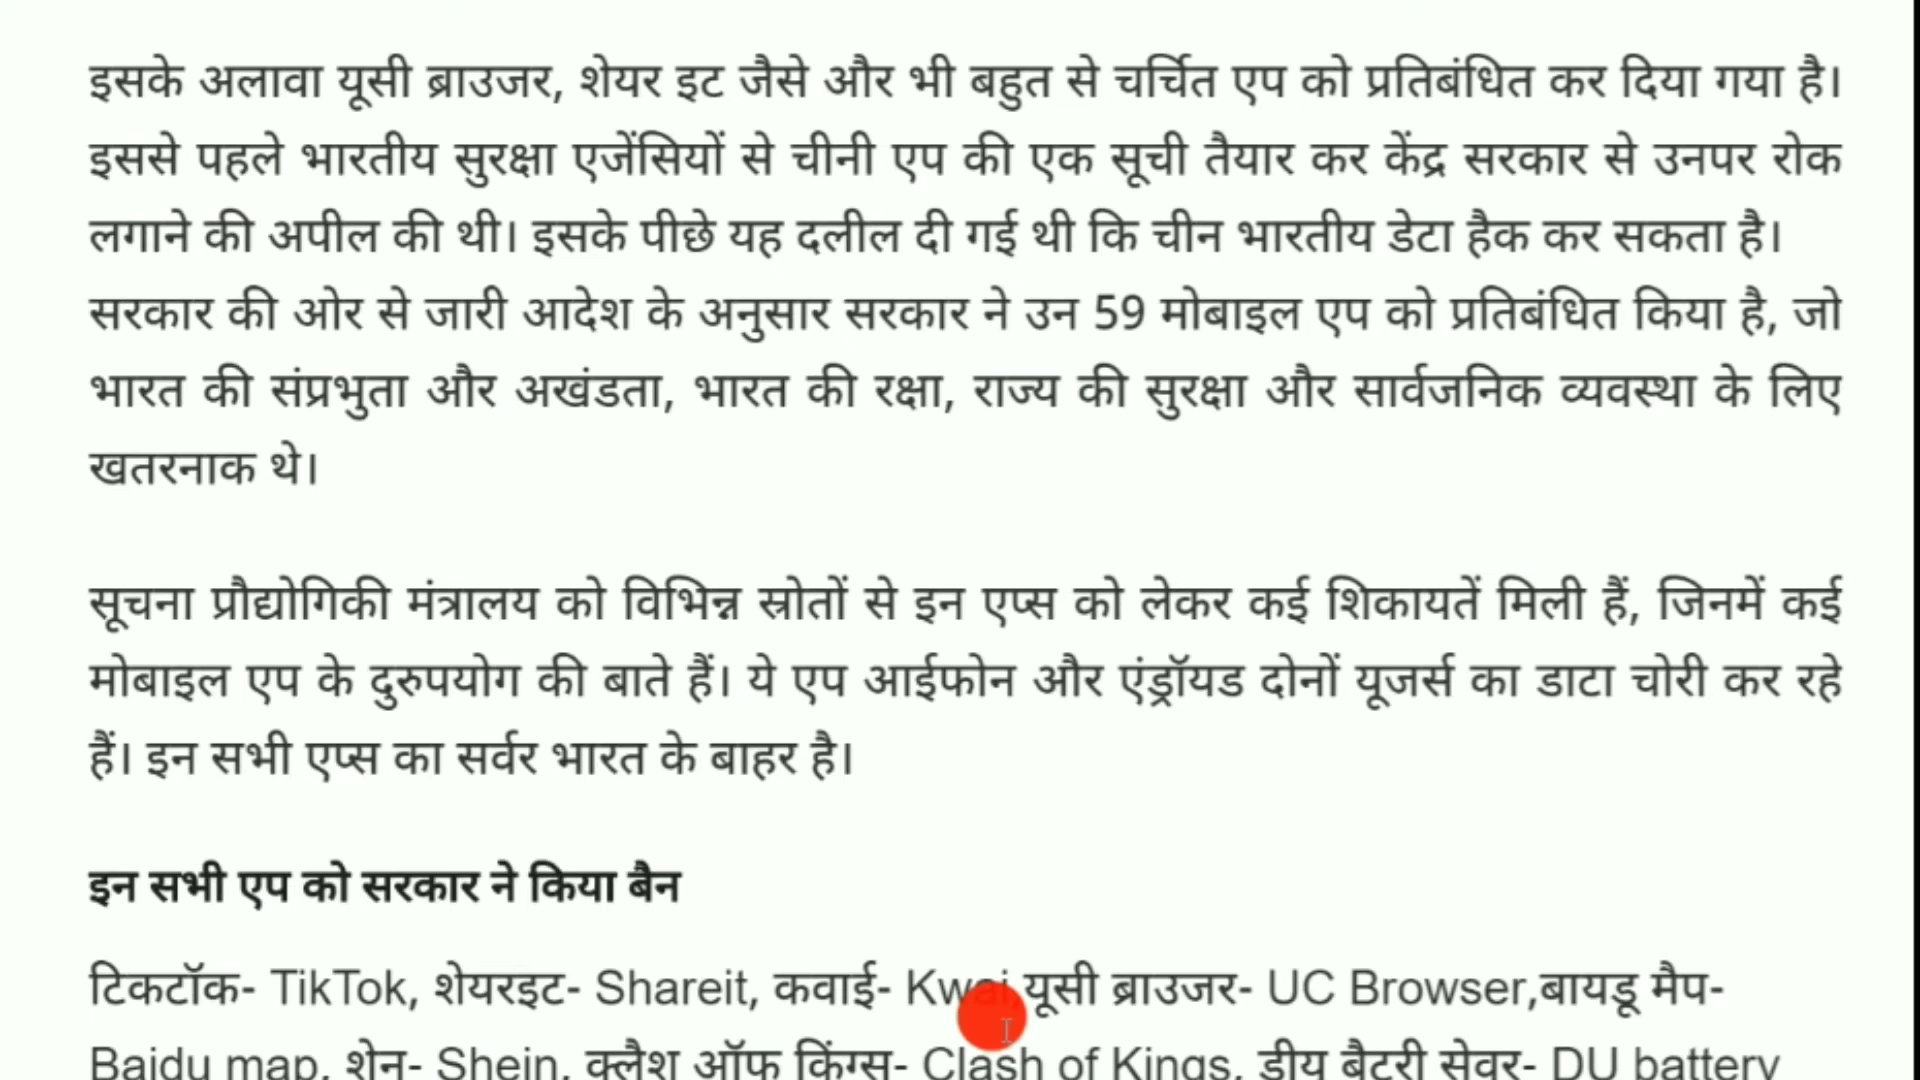 इसके अलावा यूसी ब्राउजर, शेयर इट जैसे और भी बहुत से चर्चित एप को प्रतिबंधित कर दिया गया है।
इससे पहले भारतीय सुरक्षा एजेंसियों से चीनी एप की एक सूची तैयार कर केंद्र सरकार से उनपर रोक
लगाने की अपील की थी। इसके पीछे यह दलील दी गई थी कि चीन भारतीय डेटा हैक कर सकता है।
सरकार की ओर से जारी आदेश के अनुसार सरकार ने उन 59 मोबाइल एप को प्रतिबंधित किया है, जो
भारत की संप्रभुता और अखंडता, भारत की रक्षा, राज्य की सुरक्षा और सार्वजनिक व्यवस्था के लिए
खतरनाक थे।
सूचना प्रौद्योगिकी मंत्रालय को विभिन्न स्रोतों से इन एप्स को लेकर कई शिकायतें मिली हैं, जिनमें कई
मोबाइल एप के दुरुपयोग की बाते हैं। ये एप आईफोन और एंड्रॉयड दोनों यूजर्स का डाटा चोरी कर रहे
हैं। इन सभी एप्स का सर्वर भारत के बाहर है।
इन सभी एप को सरकार ने किया बैन
टिकटॉक- TikTok, शेयरइट- Shareit, कवाई- Kwai,यूसी ब्राउजर- UC Browser,बायडू मैप-
Baidu map, शेन- Shein, क्लैश ऑफ किंग्स- Clash of Kings, डीयू बैटरी सेवर- DU battery